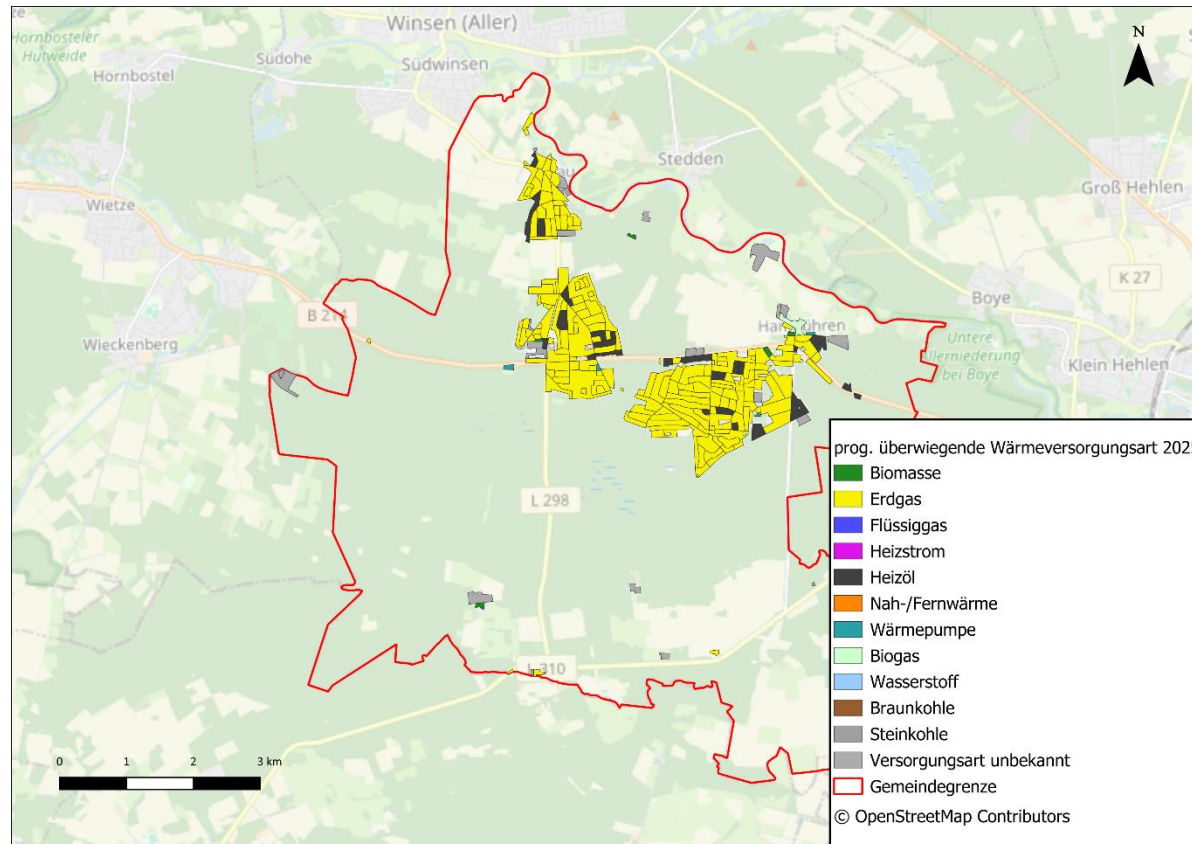 Hornbosteler
Hutweide
Winsen (Aller)
N
Südohe
Südwinsen
Hornbostel
Stedden
Groß Hehlen
Wietze
K 27
B 214
Boye
Wieckenberg
Untere
Allerniederung
bei Boye
Klein Hehlen
L 298
L 310
0 1 2 3 km
prog. überwiegende Wärmeversorgungsart
Biomasse
Erdgas
Flüssiggas
Heizstrom
Heizöl
Nah-/Fernwärme
Wärmepumpe
Biogas
Wasserstoff
Braunkohle
Steinkohle
Versorgungsart unbekannt
Gemeindegrenze
© OpenStreetMap Contributors